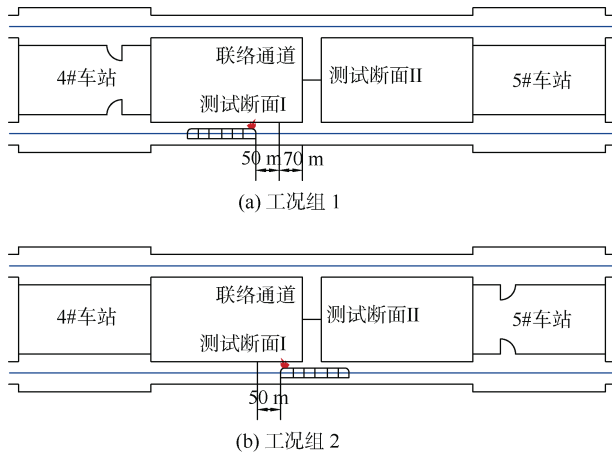 联络通道
4#车站
测试断面II
5#车站
测试断面I
50 m
70 m
(a) 工况组 1
联络通道
4#车站
测试断面II
5#车站
测试断面I
50 m
(b) 工况组 2